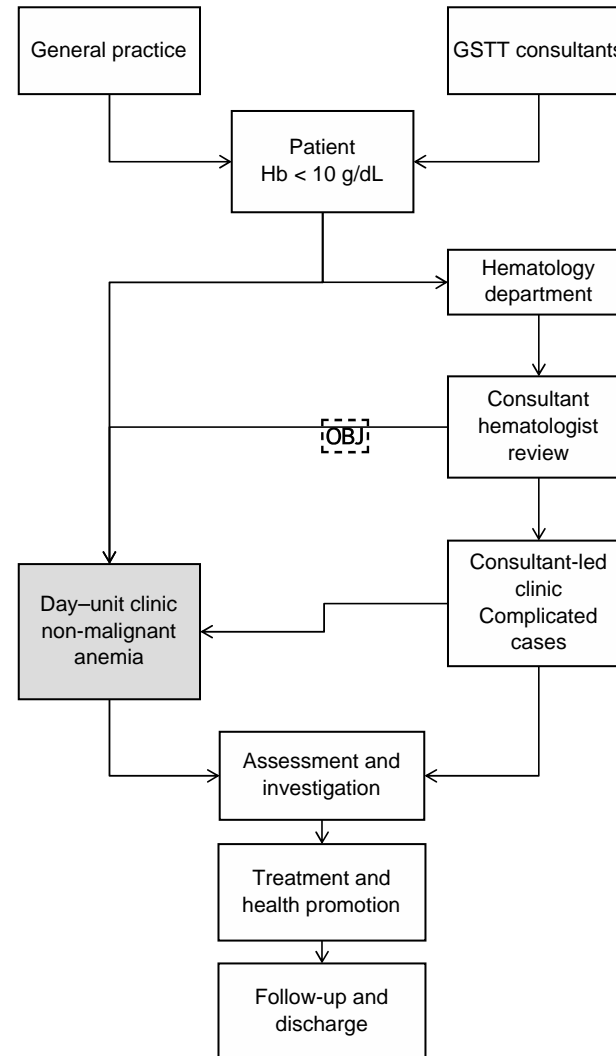 General practice
GSTT consultants
Patient
Hb < 10 g/dL
Hematology
department
Consultant
hematologist
review
OBJ
Consultant-led
clinic
Complicated
cases
Day–unit clinic
non-malignant
anemia
Assessment and
investigation
Treatment and
health promotion
Follow-up and
discharge